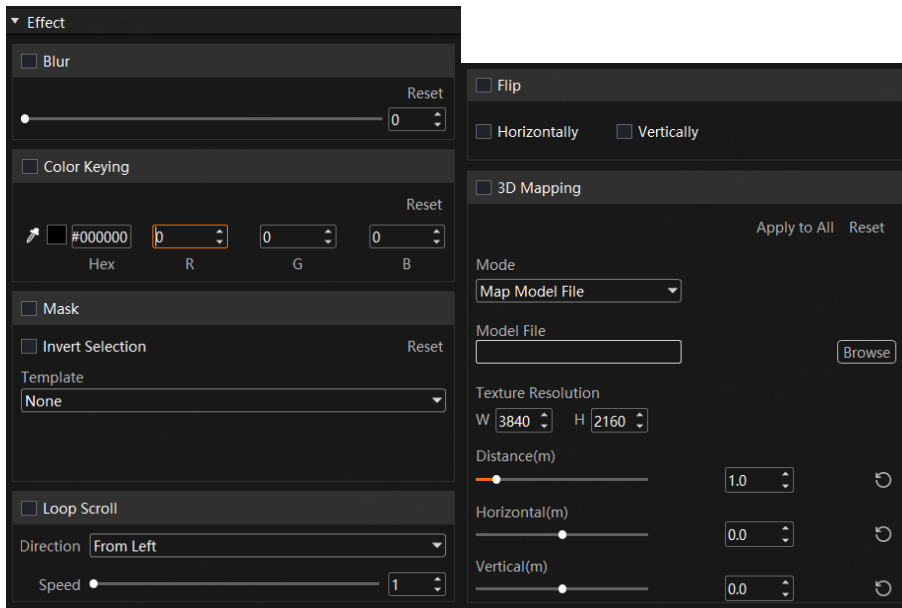 Effect
Blur
Reset
0
Color Keying
Reset
#000000 0 0 0
Hex R G B
Mask
Invert Selection Reset
Template
None
Loop Scroll
Direction From Left
Speed 1
Flip
Horizontally Vertically
3D Mapping
Apply to All Reset
Mode
Map Model File
Model File
Browse
Texture Resolution
W 3840 H 2160
Distance(m)
1.0
Horizontal(m)
0.0
Vertical(m)
0.0